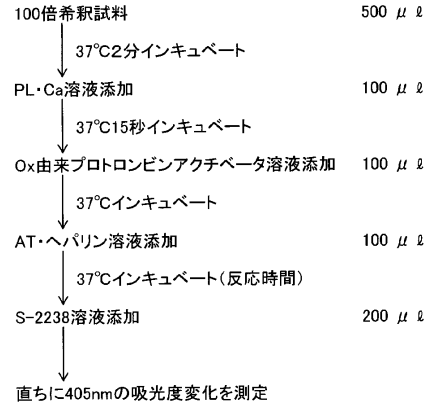 100倍希釈試料 500 μℓ
37℃2分インキュベート
PL・Ca溶液添加 100 μℓ
37℃15秒インキュベート
Ox由来プロトロンビンアクチベータ溶液添加 100 μℓ
37℃インキュベート
AT・ヘパリン溶液添加 100 μℓ
37℃インキュベート(反応時間)
S-2238溶液添加 200 μℓ
直ちに405nmの吸光度変化を測定